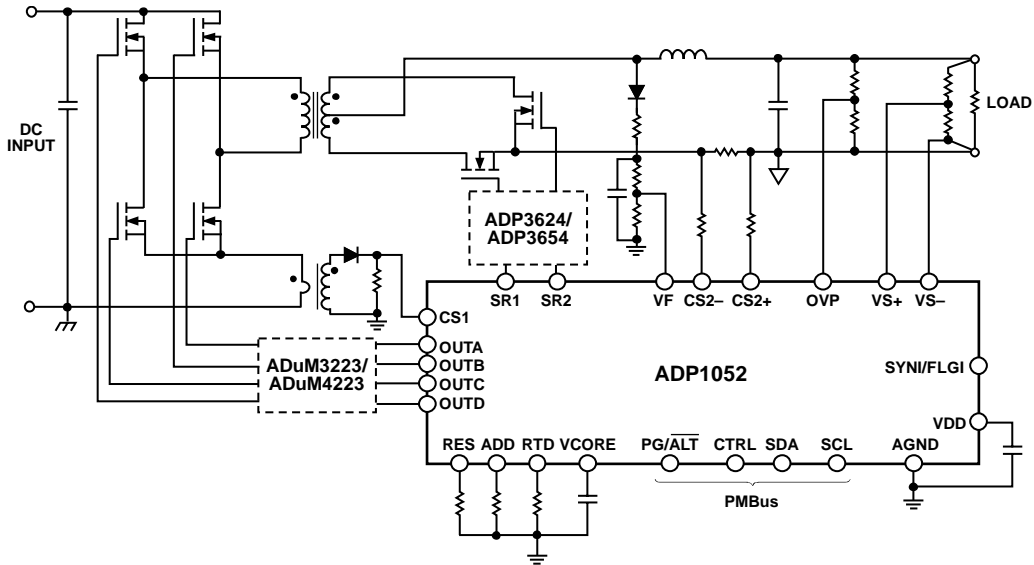 DC
INPUT
LOAD
ADP3624/
ADP3654
SR1
SR2
VF
CS2–
CS2+
OVP
VS+
VS–
CS1
OUTA
OUTB
OUTC
OUTD
ADuM3223/
ADuM4223
ADP1052
SYNI/FLGI
VDD
RES
ADD
RTD
VCORE
PG/ALT
CTRL
SDA
SCL
AGND
PMBus